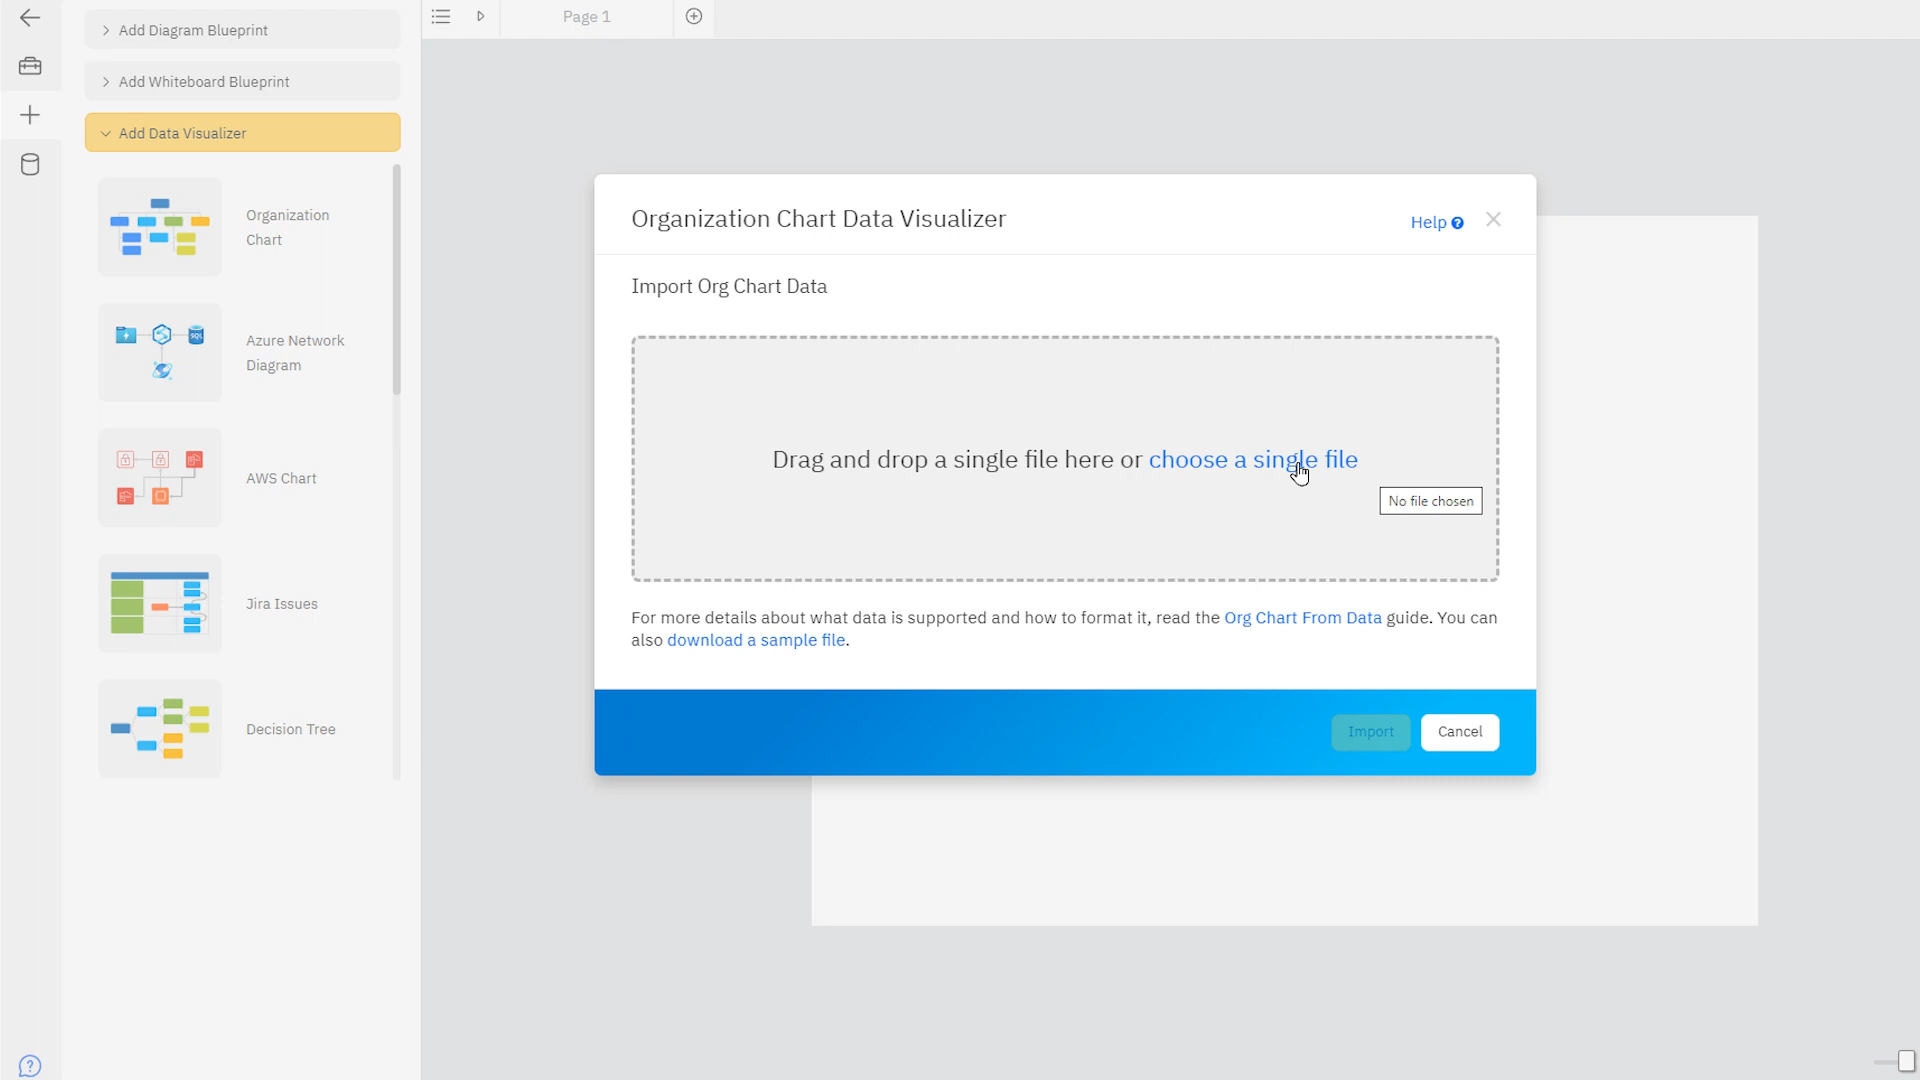 Page 1
Add Diagram Blueprint
Add Whiteboard Blueprint
Add Data Visualizer
Organization
Chart
Azure Network
Diagram
SQL
AWS Chart
Jira Issues
Decision Tree
Organization Chart Data Visualizer
Help ?
Import Org Chart Data
Drag and drop a single file here or choose a single file
No file chosen
For more details about what data is supported and how to format it, read the Org Chart From Data guide. You can
also download a sample file.
Import
Cancel
?